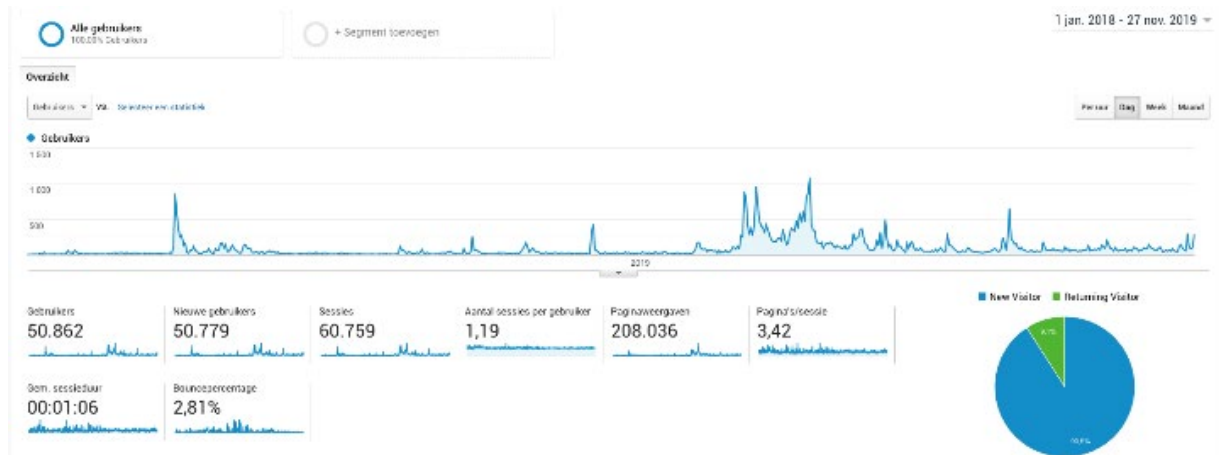 Alle gebruikers
100,00% Gebruikers
+ Segment toevoegen
1 jan. 2018 - 27 nov. 2019
Overzicht
Gebruikers
VS.
Selecteer een statistiek
Per uur
Dag
Week
Maand
Gebruikers
1.500
1.000
500
2019
New Visitor
Returning Visitor
Gebruikers
50.862
Nieuwe gebruikers
50.779
Sessies
60.759
Aantal sessies per gebruiker
1,19
Paginaweergaven
208.036
Pagina's/sessie
3,42
Gem. sessieduur
00:01:06
Bouncepercentage
2,81%